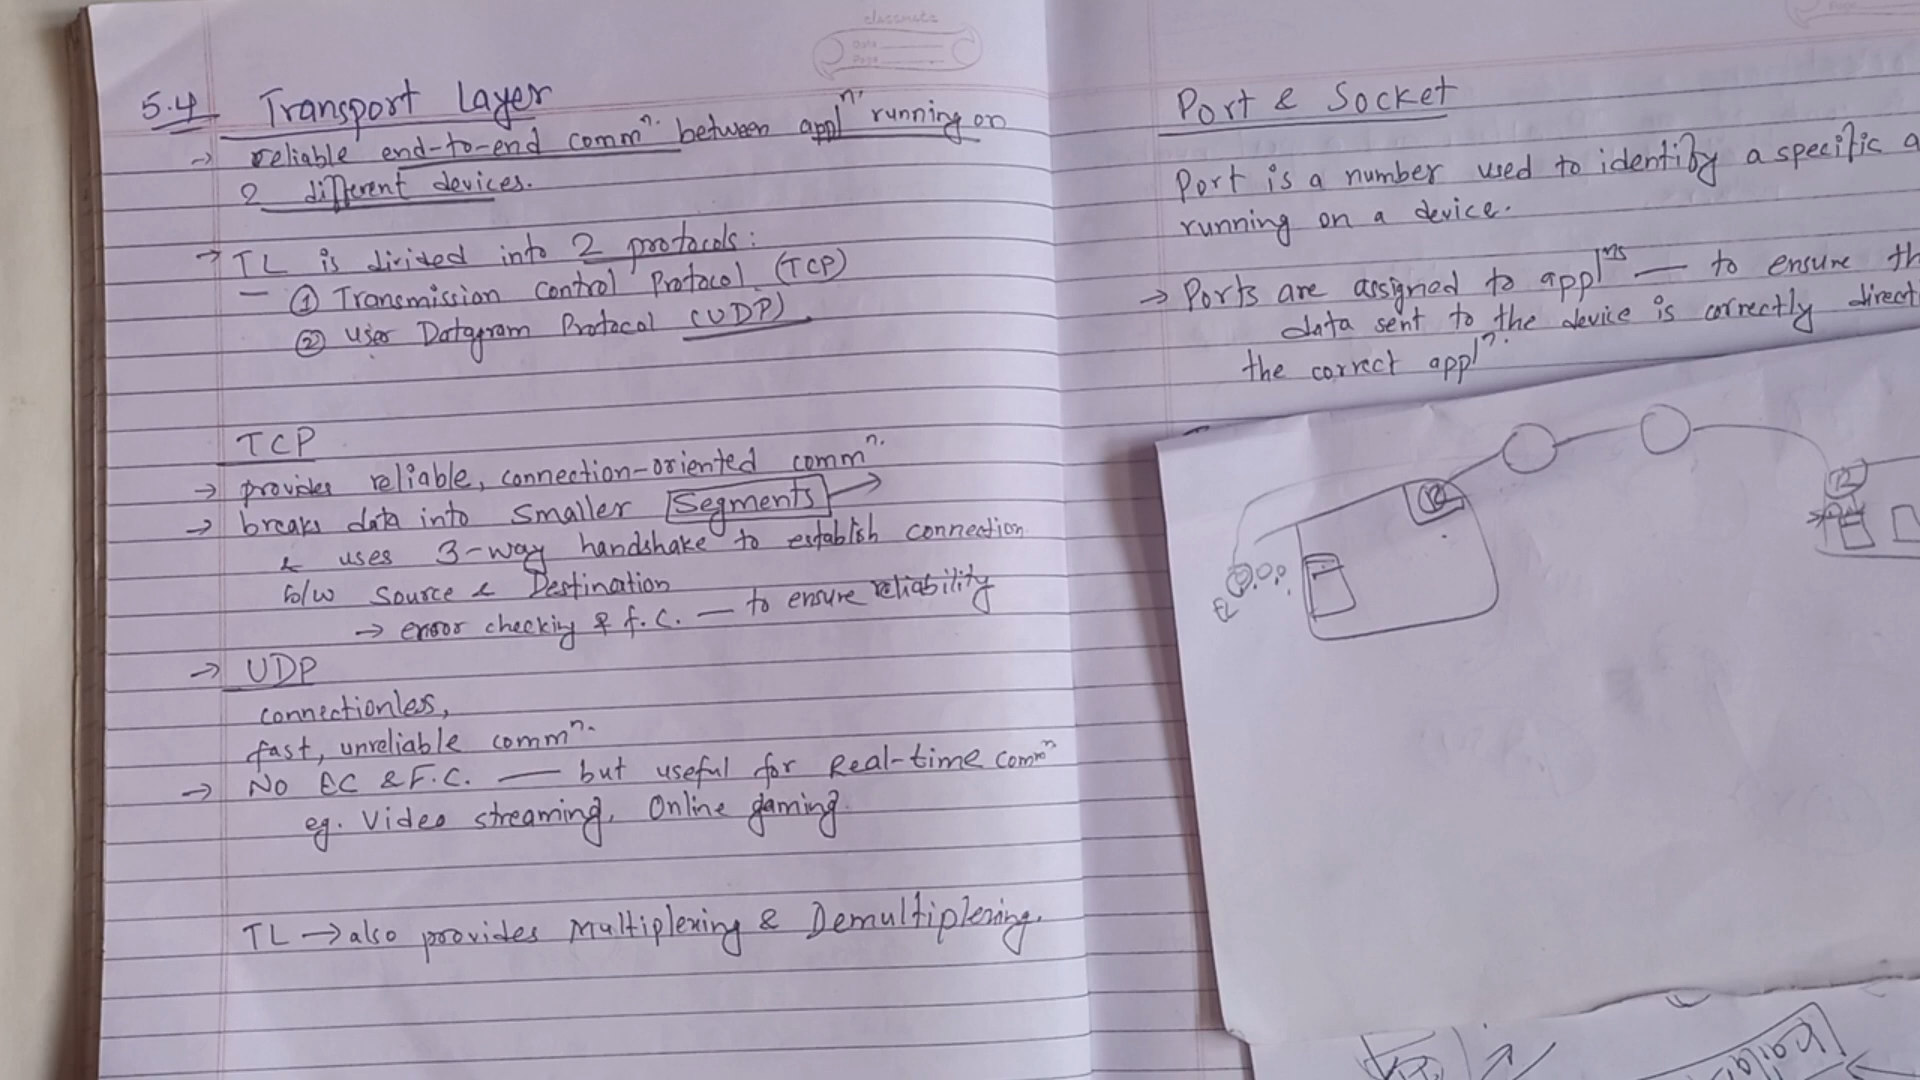 classmate
Date
Page
5.4 Transport Layer
→ reliable end-to-end commⁿ. between applⁿ. running on
2 different devices.
→ TL is divided into 2 protocols:
— ① Transmission Control Protocol (TCP)
② User Datagram Protocol (UDP).
TCP
→ provides reliable, connection-oriented commⁿ.
→ breaks data into smaller Segments →
& uses 3-way handshake to establish connection
b/w Source & Destination
→ error checking & f.C. — to ensure reliability
→ UDP
connectionless,
fast, unreliable commⁿ.
→ No EC & F.C. — but useful for Real-time commⁿ
eg. Video streaming, Online gaming.
TL → also provides Multiplexing & Demultiplexing.
Port & Socket
Port is a number used to identify a specific a
running on a device.
→ Ports are assigned to applⁿˢ — to ensure th
data sent to the device is correctly direct
the correct applⁿ.
R
R